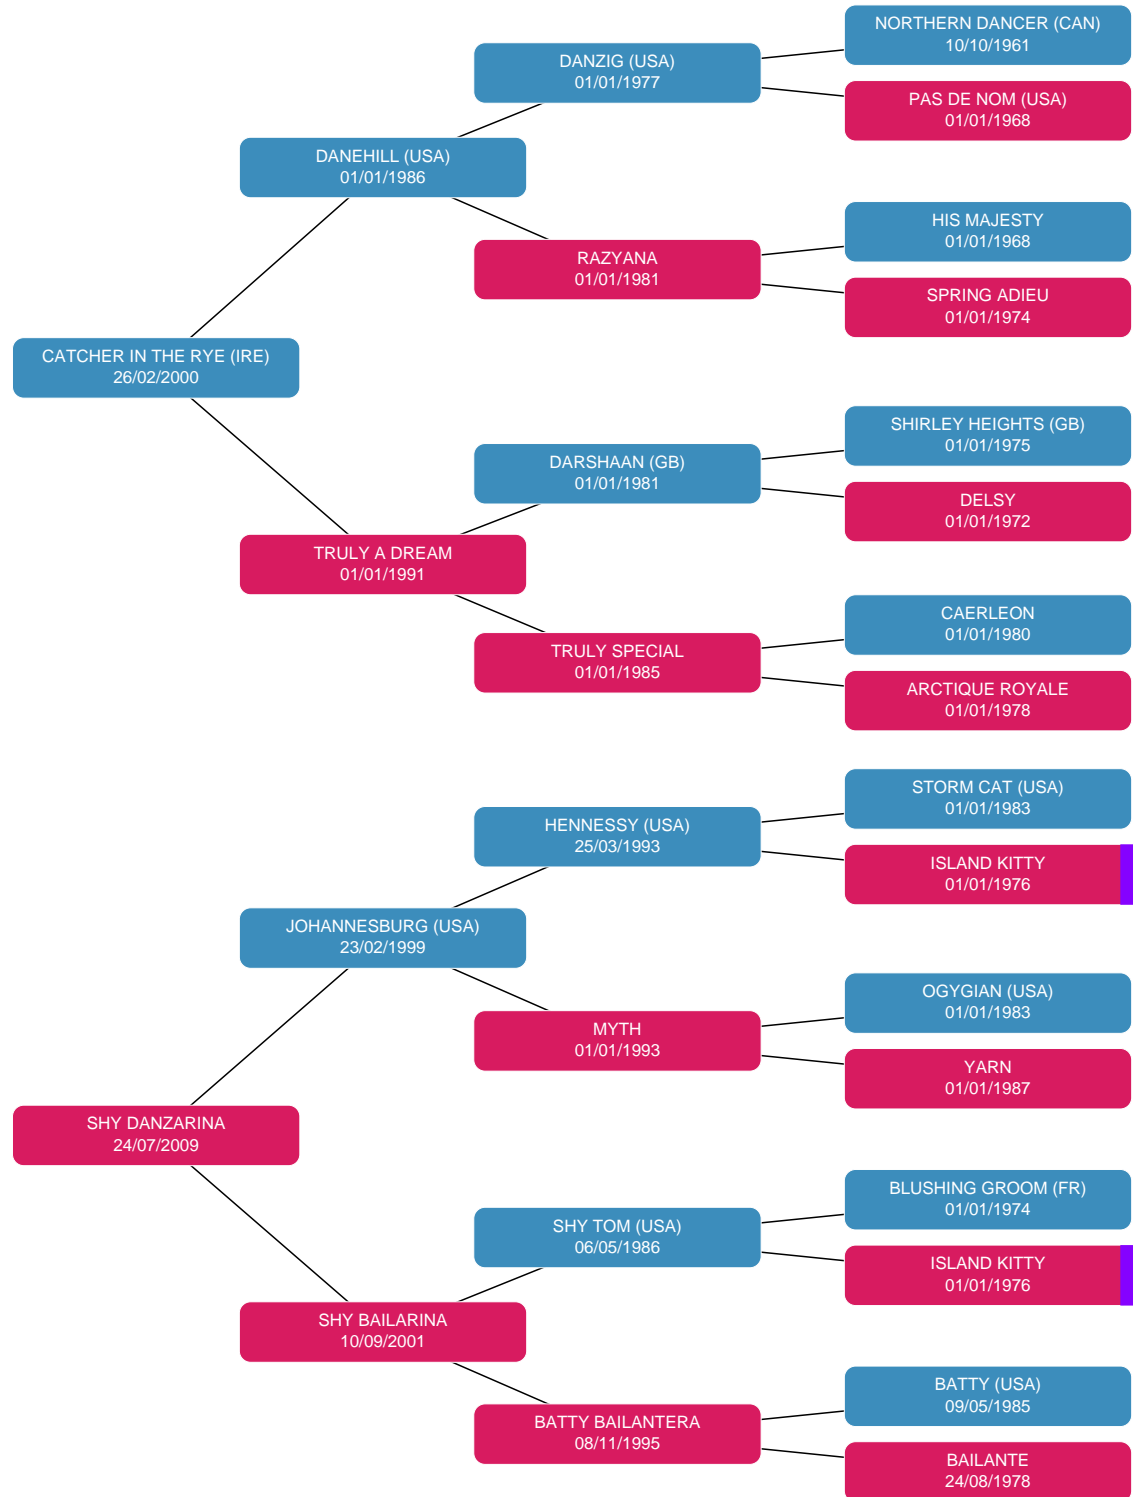 NORTHERN DANCER (CAN)
10/10/1961
DANZIG (USA)
01/01/1977
PAS DE NOM (USA)
01/01/1968
DANEHILL (USA)
01/01/1986
HIS MAJESTY
01/01/1968
RAZYANA
01/01/1981
SPRING ADIEU
01/01/1974
CATCHER IN THE RYE (IRE)
26/02/2000
SHIRLEY HEIGHTS (GB)
01/01/1975
DARSHAAN (GB)
01/01/1981
DELSY
01/01/1972
TRULY A DREAM
01/01/1991
CAERLEON
01/01/1980
TRULY SPECIAL
01/01/1985
ARCTIQUE ROYALE
01/01/1978
STORM CAT (USA)
01/01/1983
HENNESSY (USA)
25/03/1993
ISLAND KITTY
01/01/1976
JOHANNESBURG (USA)
23/02/1999
OGYGIAN (USA)
01/01/1983
MYTH
01/01/1993
YARN
01/01/1987
SHY DANZARINA
24/07/2009
BLUSHING GROOM (FR)
01/01/1974
SHY TOM (USA)
06/05/1986
ISLAND KITTY
01/01/1976
SHY BAILARINA
10/09/2001
BATTY (USA)
09/05/1985
BATTY BAILANTERA
08/11/1995
BAILANTE
24/08/1978